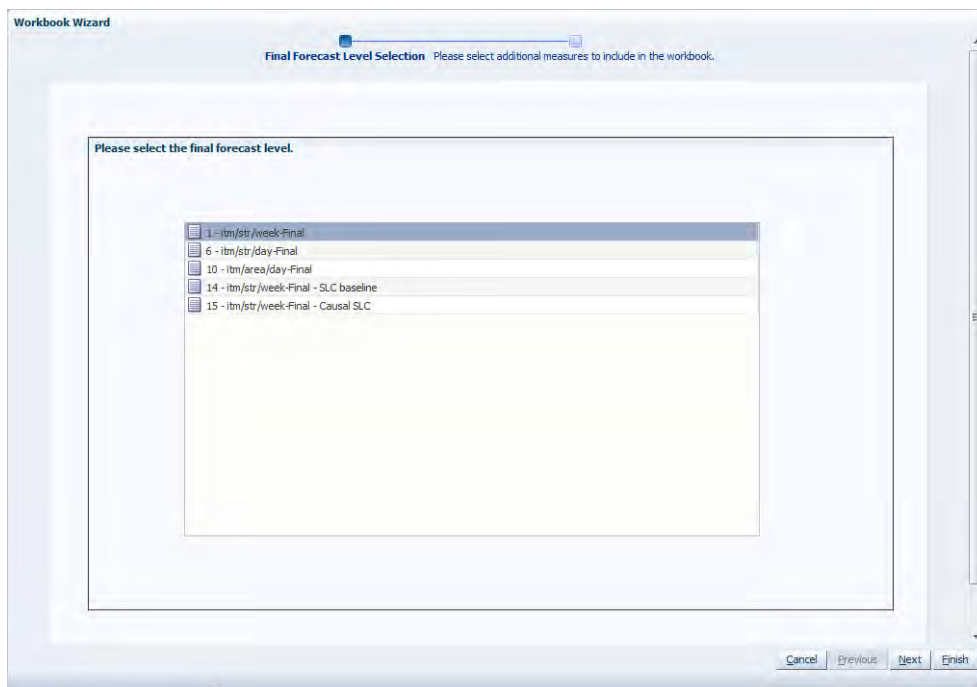 Workbook Wizard
Final Forecast Level Selection Please select additional measures to include in the workbook.
Please select the final forecast level.
1 - itm/str/week-Final
6 - itm/str/day-Final
10 - itm/area/day-Final
14 - itm/str/week-Final - SLC baseline
15 - itm/str/week-Final - Causal SLC
Cancel Previous Next Finish